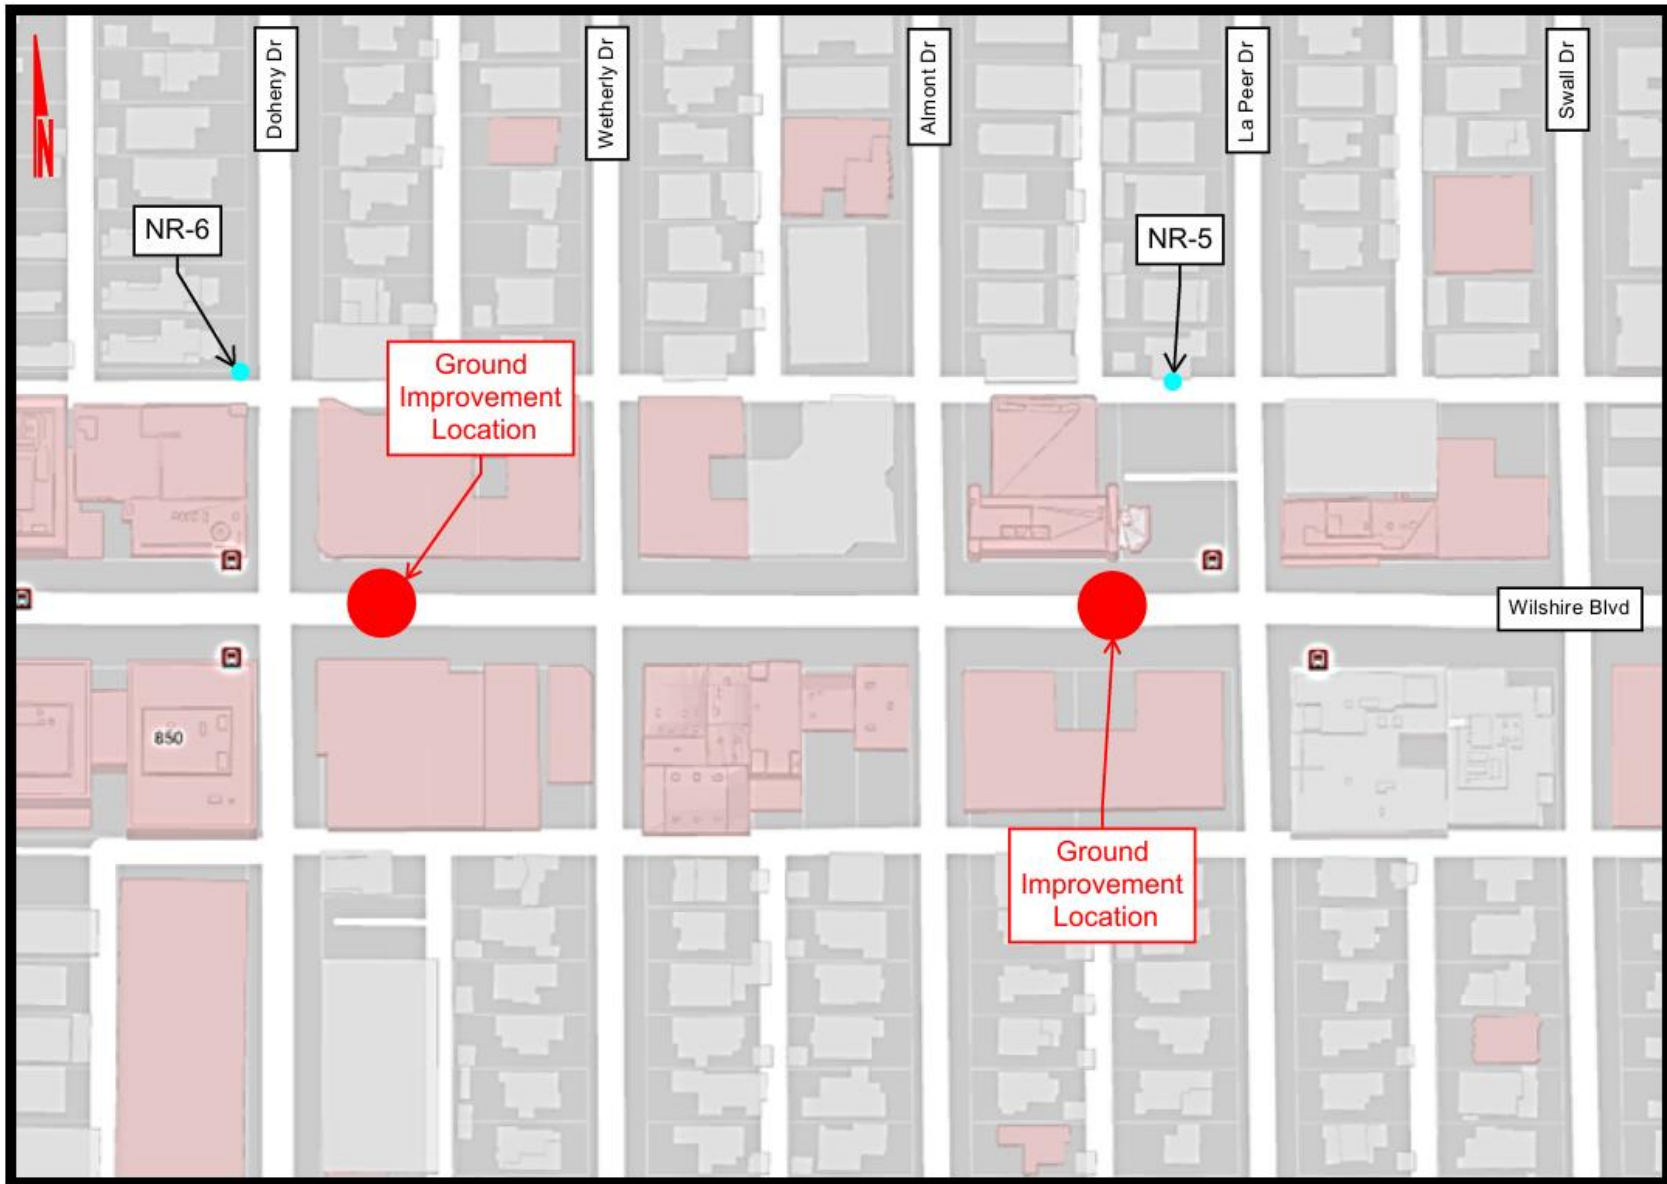 Doheny Dr
Wetherly Dr
Almont Dr
La Peer Dr
Swall Dr
N
NR-6
NR-5
Ground
Improvement
Location
Wilshire Blvd
850
Ground
Improvement
Location